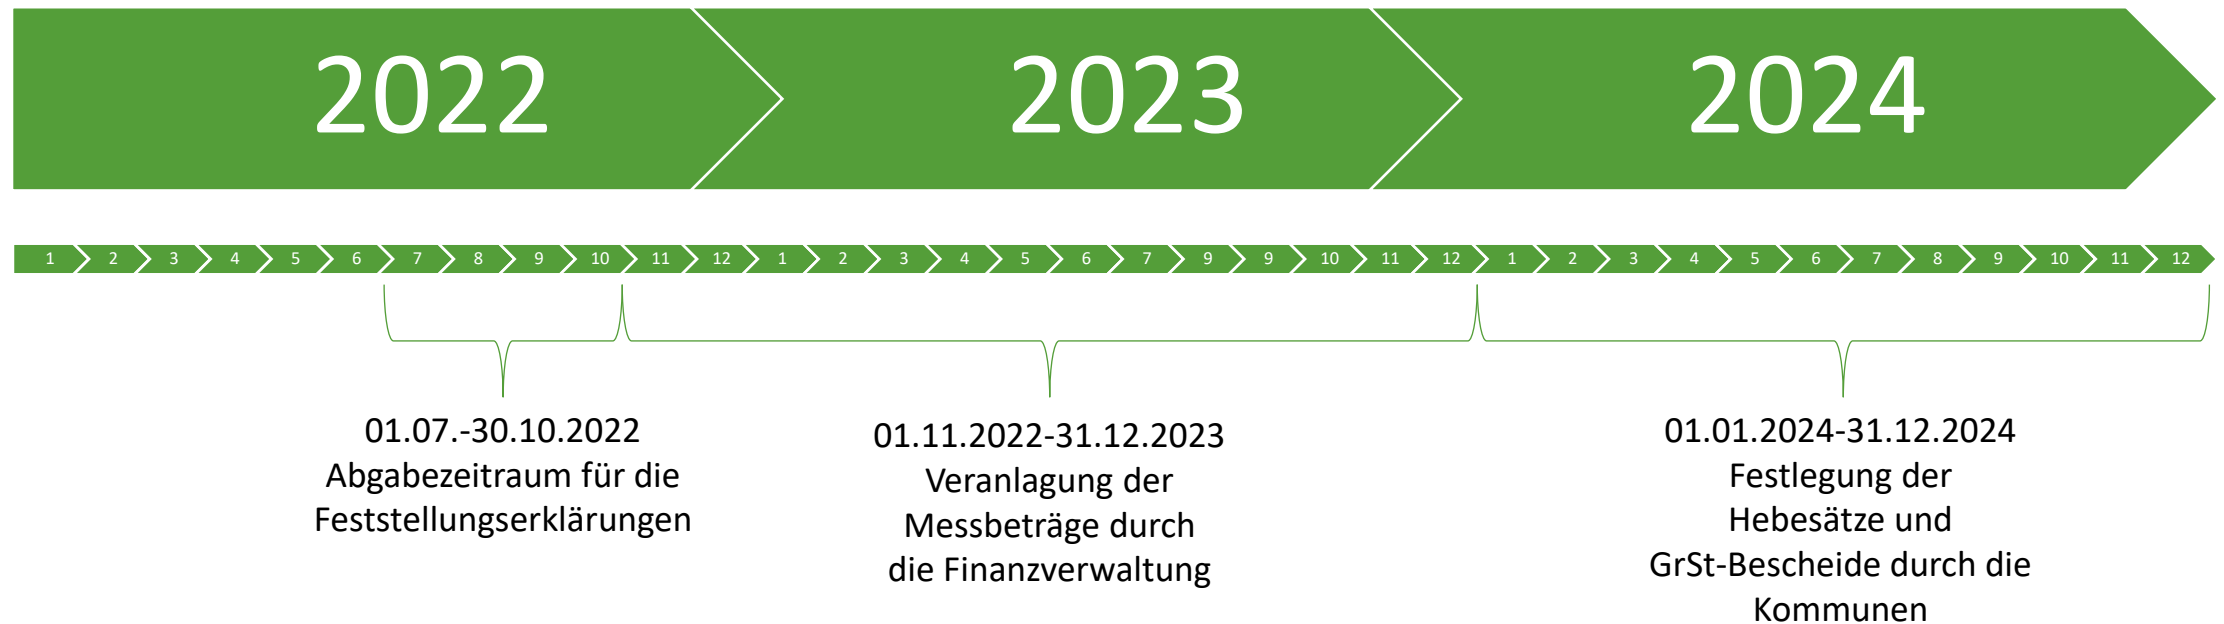 2022 2023 2024
1 2 3 4 5 6 7 8 9 10 11 12 1 2 3 4 5 6 7 9 9 10 11 12 1 2 3 4 5 6 7 8 9 10 11 12
01.07.-30.10.2022
Abgabezeitraum für die
Feststellungserklärungen
01.11.2022-31.12.2023
Veranlagung der
Messbeträge durch
die Finanzverwaltung
01.01.2024-31.12.2024
Festlegung der
Hebesätze und
GrSt-Bescheide durch die
Kommunen